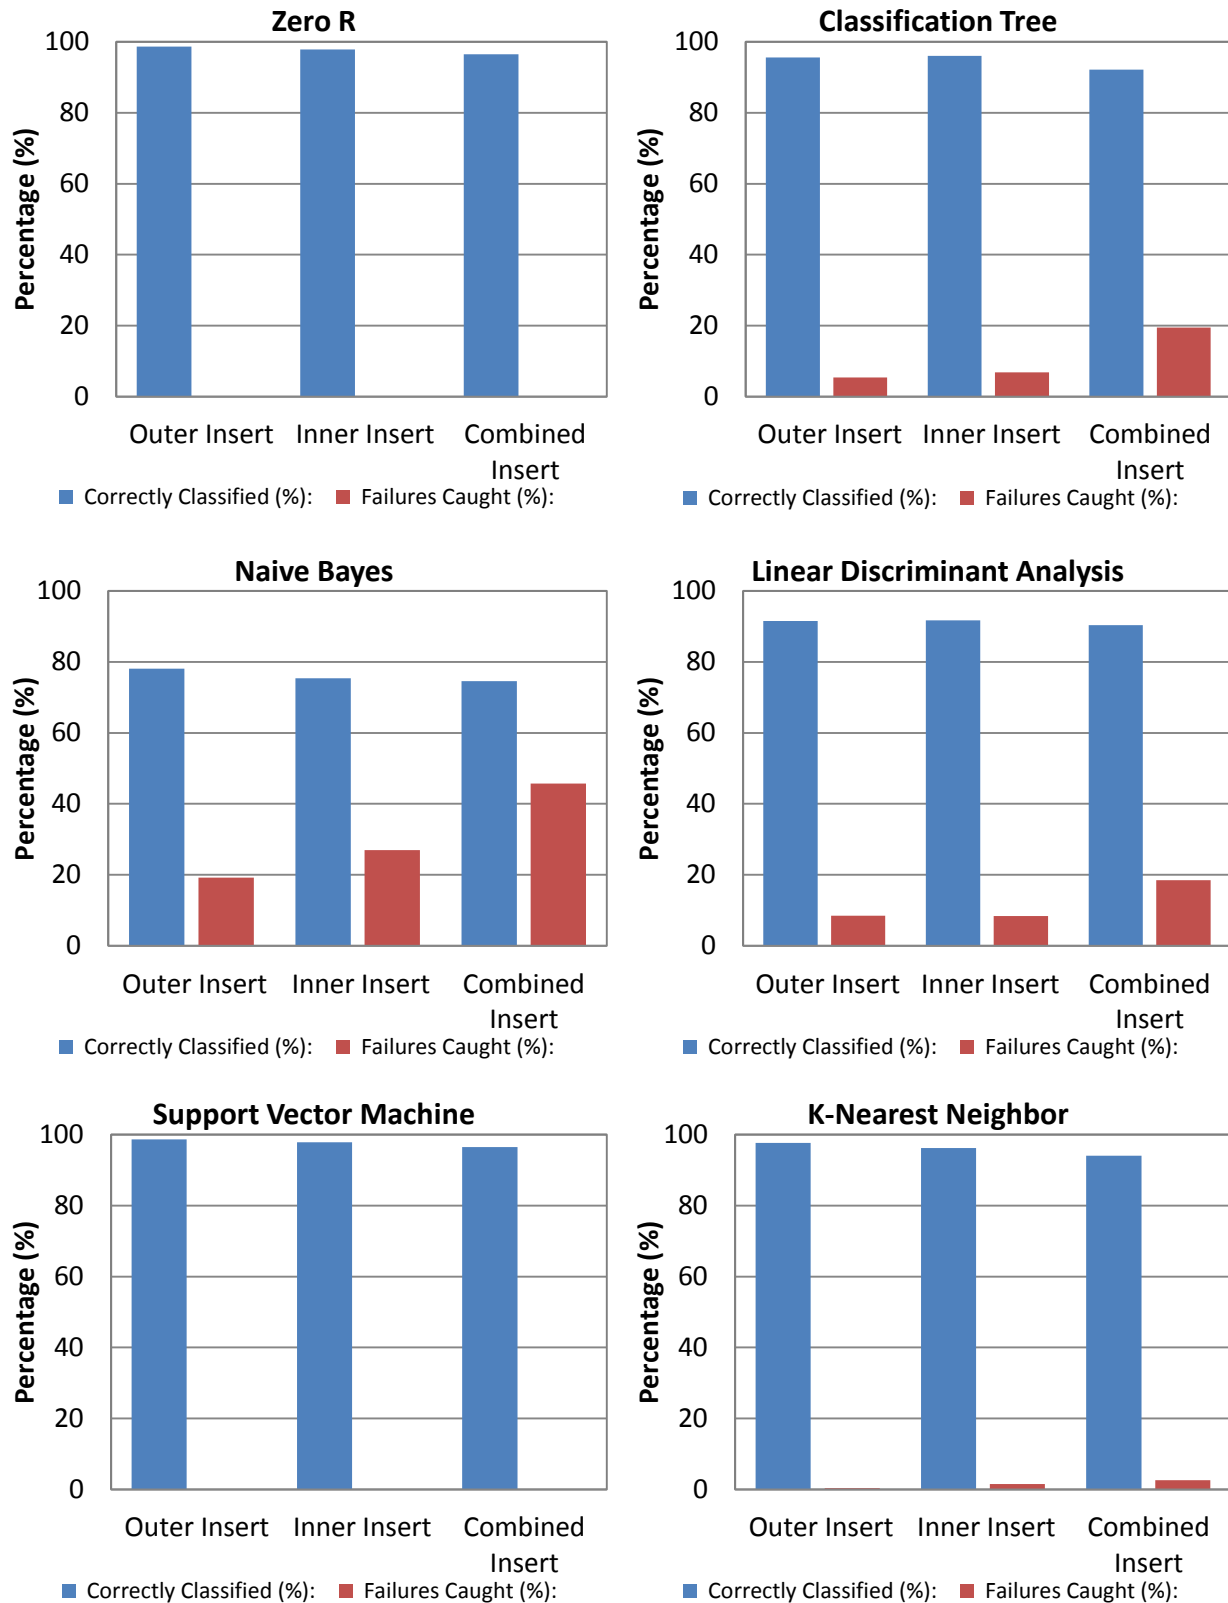 Zero R
100
80
60
40
20
0
Percentage (%)
Outer Insert Inner Insert Combined
Insert
Correctly Classified (%): Failures Caught (%):
Classification Tree
100
80
60
40
20
0
Percentage (%)
Outer Insert Inner Insert Combined
Insert
Correctly Classified (%): Failures Caught (%):
Naive Bayes
100
80
60
40
20
0
Percentage (%)
Outer Insert Inner Insert Combined
Insert
Correctly Classified (%): Failures Caught (%):
Linear Discriminant Analysis
100
80
60
40
20
0
Percentage (%)
Outer Insert Inner Insert Combined
Insert
Correctly Classified (%): Failures Caught (%):
Support Vector Machine
100
80
60
40
20
0
Percentage (%)
Outer Insert Inner Insert Combined
Insert
Correctly Classified (%): Failures Caught (%):
K-Nearest Neighbor
100
80
60
40
20
0
Percentage (%)
Outer Insert Inner Insert Combined
Insert
Correctly Classified (%): Failures Caught (%):